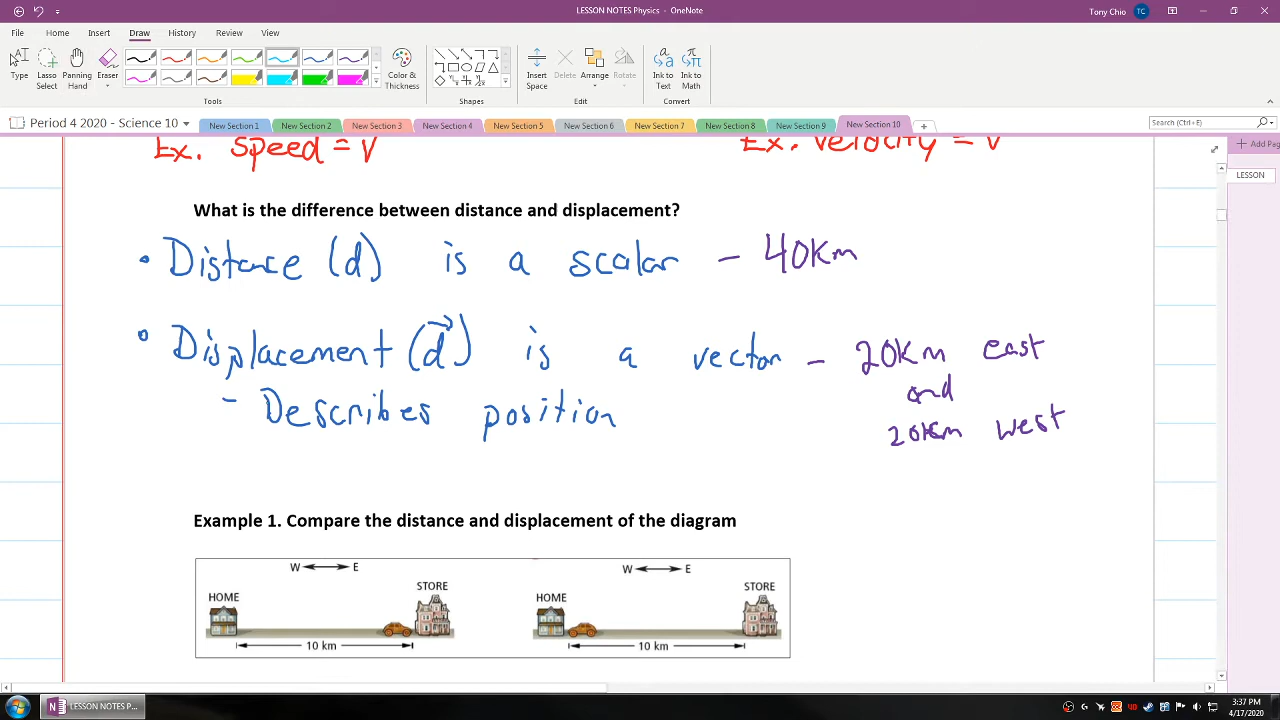 LESSON NOTES Physics - OneNote
Tony Chio TC
File Home Insert Draw History Review View
Type
Lasso Select
Panning Hand
Eraser
Color & Thickness
Insert Space
Delete
Arrange
Rotate
Ink to Text
Ink to Math
Tools Shapes Edit Convert
Period 4 2020 - Science 10
New Section 1 New Section 2 New Section 3 New Section 4 New Section 5 New Section 6 New Section 7 New Section 8 New Section 9 New Section 10
Search (Ctrl+E)
Add Pag
LESSON
Ex. speed = v
Ex. velocity = v
What is the difference between distance and displacement?
• Distance (d) is a scalar - 40km
• Displacement (d⃗) is a vector - 20km east
and
- Describes position
20km west
Example 1. Compare the distance and displacement of the diagram
W E
W E
STORE
STORE
HOME
HOME
10 km
10 km
LESSON NOTES P...
3:37 PM
4/17/2020